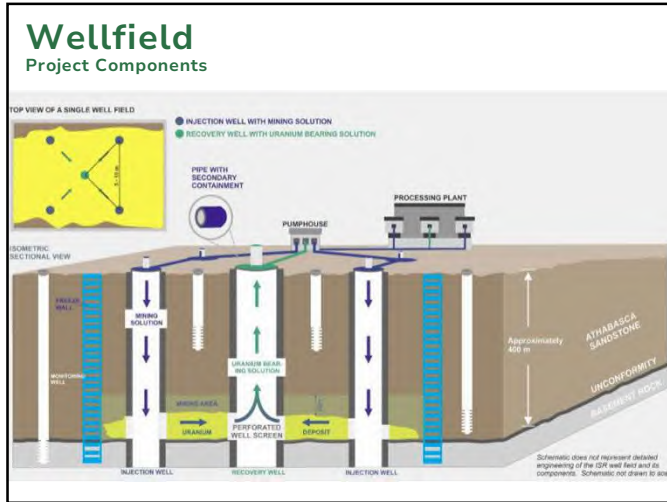 Wellfield
Project Components
TOP VIEW OF A SINGLE WELL FIELD
INJECTION WELL WITH MINING SOLUTION
RECOVERY WELL WITH URANIUM BEARING SOLUTION
PIPE WITH
SECONDARY
CONTAINMENT
PROCESSING PLANT
PUMPHOUSE
ISOMETRIC
SECTIONAL VIEW
FREEZE
WALL
MINING
SOLUTION
Approximately
400 m
ATHABASCA
SANDSTONE
URANIUM BEAR-
ING SOLUTION
MONITORING
WELL
UNCONFORMITY
BASEMENT ROCK
MINING AREA
URANIUM
PERFORATED
WELL SCREEN
DEPOSIT
INJECTION WELL
RECOVERY WELL
INJECTION WELL
Schematic does not represent detailed
engineering of the ISR well field and its
components. Schematic not drawn to